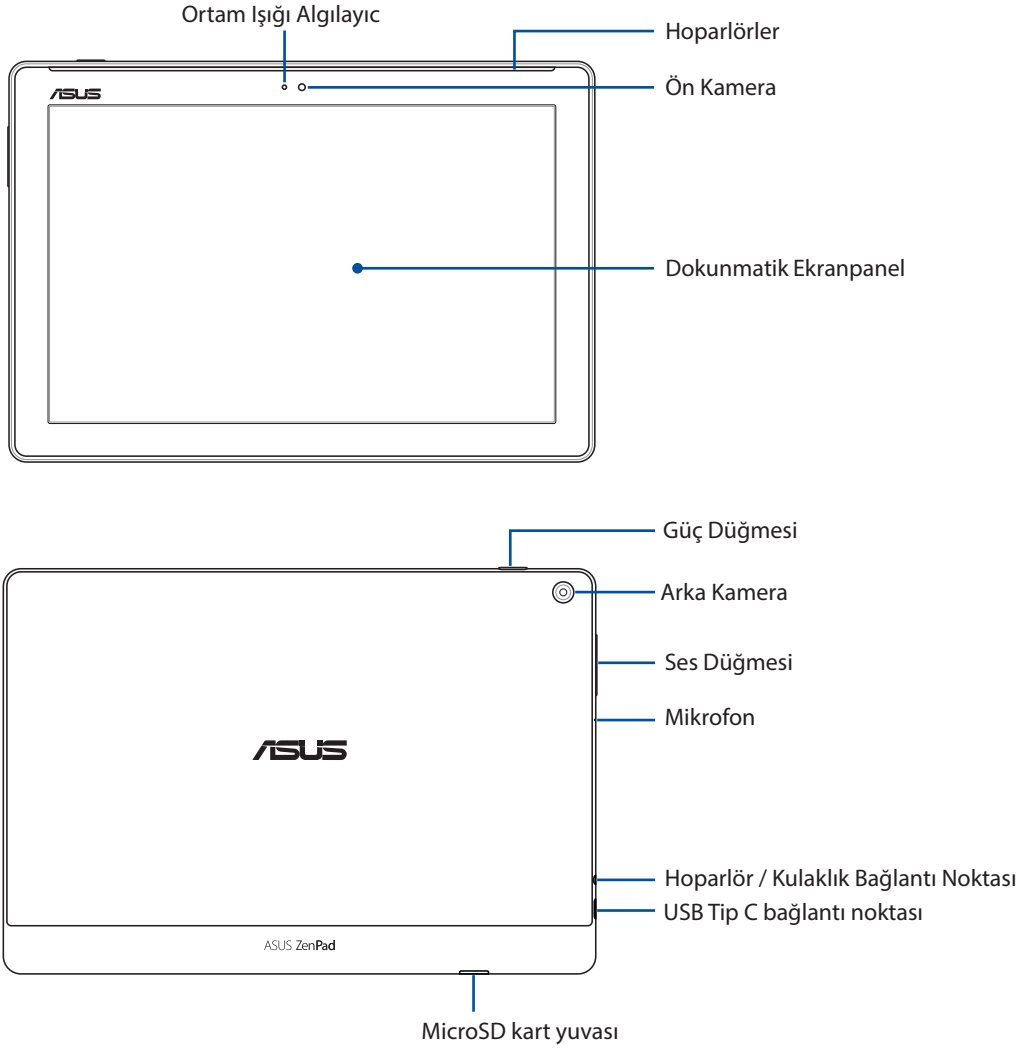 Ortam Işığı Algılayıc
Hoparlörler
ASUS
Ön Kamera
Dokunmatik Ekranpanel
Güç Düğmesi
Arka Kamera
Ses Düğmesi
Mikrofon
ASUS
Hoparlör / Kulaklık Bağlantı Noktası
USB Tip C bağlantı noktası
ASUS ZenPad
MicroSD kart yuvası